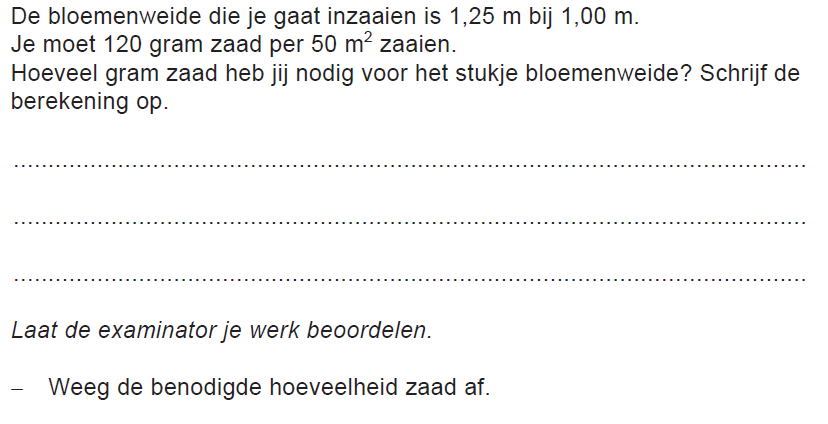 De bloemenweide die je gaat inzaaien is 1,25 m bij 1,00 m.
Je moet 120 gram zaad per 50 m² zaaien.
Hoeveel gram zaad heb jij nodig voor het stukje bloemenweide? Schrijf de
berekening op.
....................................................................................................................
....................................................................................................................
....................................................................................................................
Laat de examinator je werk beoordelen.
– Weeg de benodigde hoeveelheid zaad af.